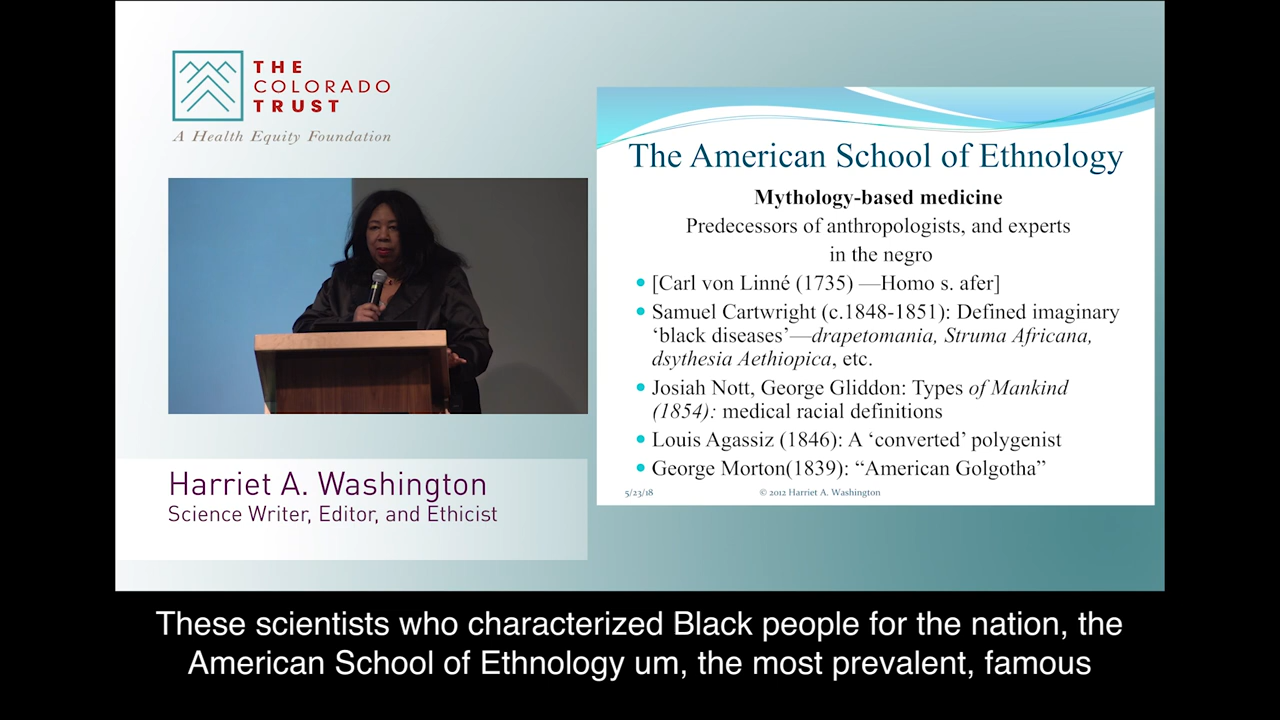 THE
COLORADO
TRUST
A Health Equity Foundation
The American School of Ethnology
Mythology-based medicine
Predecessors of anthropologists, and experts
in the negro
[Carl von Linné (1735) —Homo s. afer]
Samuel Cartwright (c.1848-1851): Defined imaginary
‘black diseases’—drapetomania, Struma Africana,
dsythesia Aethiopica, etc.
Josiah Nott, George Gliddon: Types of Mankind
(1854): medical racial definitions
Louis Agassiz (1846): A ‘converted’ polygenist
George Morton(1839): “American Golgotha”
5/23/18
© 2012 Harriet A. Washington
Harriet A. Washington
Science Writer, Editor, and Ethicist
These scientists who characterized Black people for the nation, the
American School of Ethnology um, the most prevalent, famous